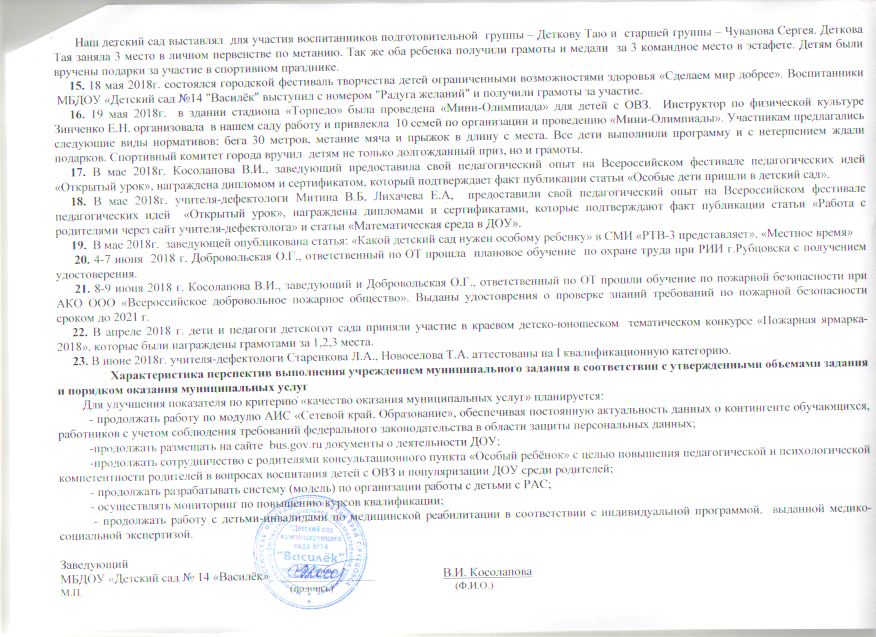 Наш детский сад выставлял для участия воспитанников подготовительной группы – Деткову Таю и старшей группы – Чуванова Сергея. Деткова
Тая заняла 3 место в личном первенстве по метанию. Так же оба ребенка получили грамоты и медали за 3 командное место в эстафете. Детям были
вручены подарки за участие в спортивном празднике.
15. 18 мая 2018г. состоялся городской фестиваль творчества детей ограниченными возможностями здоровья «Сделаем мир добрее». Воспитанники
МБДОУ «Детский сад №14 "Василёк" выступил с номером "Радуга желаний" и получили грамоты за участие.
16. 19 мая 2018г. в здании стадиона «Торпедо» была проведена «Мини-Олимпиада» для детей с ОВЗ. Инструктор по физической культуре
Зинченко Е.Н. организовала в нашем саду работу и привлекла 10 семей по организации и проведению «Мини-Олимпиады». Участникам предлагались
следующие виды нормативов: бега 30 метров, метание мяча и прыжок в длину с места. Все дети выполнили программу и с нетерпением ждали
подарков. Спортивный комитет города вручил детям не только долгожданный приз, но и грамоты.
17. В мае 2018г. Косолапова В.И., заведующий предоставила свой педагогический опыт на Всероссийском фестивале педагогических идей
«Открытый урок», награждена дипломом и сертификатом, который подтверждает факт публикации статьи «Особые дети пришли в детский сад».
18. В мае 2018г. учителя-дефектологи Митина В.Б, Лихачева Е.А, предоставили свой педагогический опыт на Всероссийском фестивале
педагогических идей «Открытый урок», награждены дипломами и сертификатами, которые подтверждают факт публикации статьи «Работа с
родителями через сайт учителя-дефектолога» и статьи «Математическая среда в ДОУ».
19. В мае 2018г. заведующей опубликована статья: «Какой детский сад нужен особому ребенку» в СМИ «РТВ-3 представляет», «Местное время»
20. 4-7 июня 2018 г. Добровольская О.Г., ответственный по ОТ прошла плановое обучение по охране труда при РИИ г.Рубцовска с получением
удостоверения.
21. 8-9 июня 2018 г. Косолапова В.И., заведующий и Добровольская О.Г., ответственный по ОТ прошли обучение по пожарной безопасности при
АКО ООО «Всероссийское добровольное пожарное общество». Выданы удостоврения о проверке знаний требований по пожарной безопасности
сроком до 2021 г.
22. В апреле 2018 г. дети и педагоги детскогот сада приняли участие в краевом детско-юношеском тематическом конкурсе «Пожарная ярмарка-
2018», которые были награждены грамотами за 1,2,3 места.
23. В июне 2018г. учителя-дефектологи Старенкова Л.А., Новоселова Т.А. аттестованы на I квалификационную категорию.
Характеристика перспектив выполнения учреждением муниципального задания в соответствии с утвержденными объемами задания
и порядком оказания муниципальных услуг
Для улучшения показателя по критерию «качество оказания муниципальных услуг» планируется:
- продолжать работу по модулю АИС «Сетевой край. Образование», обеспечивая постоянную актуальность данных о контингенте обучающихся,
работников с учетом соблюдения требований федерального законодательства в области защиты персональных данных;
-продолжать размещать на сайте bus.gov.ru документы о деятельности ДОУ;
-продолжать сотрудничество с родителями консультационного пункта «Особый ребёнок» с целью повышения педагогической и психологической
компетентности родителей в вопросах воспитания детей с ОВЗ и популяризации ДОУ среди родителей;
- продолжать разрабатывать систему (модель) по организации работы с детьми с РАС;
- осуществлять мониторинг по повышению курсов квалификации;
- продолжать работу с детьми-инвалидами по медицинской реабилитации в соответствии с индивидуальной программой, выданной медико-
социальной экспертизой.
"Детский сад
компенсирующего
вида №14
"Василёк"
Заведующий
МБДОУ «Детский сад № 14 «Василёк»
В.И. Косолапова
М.П.
(подпись)
(Ф.И.О.)